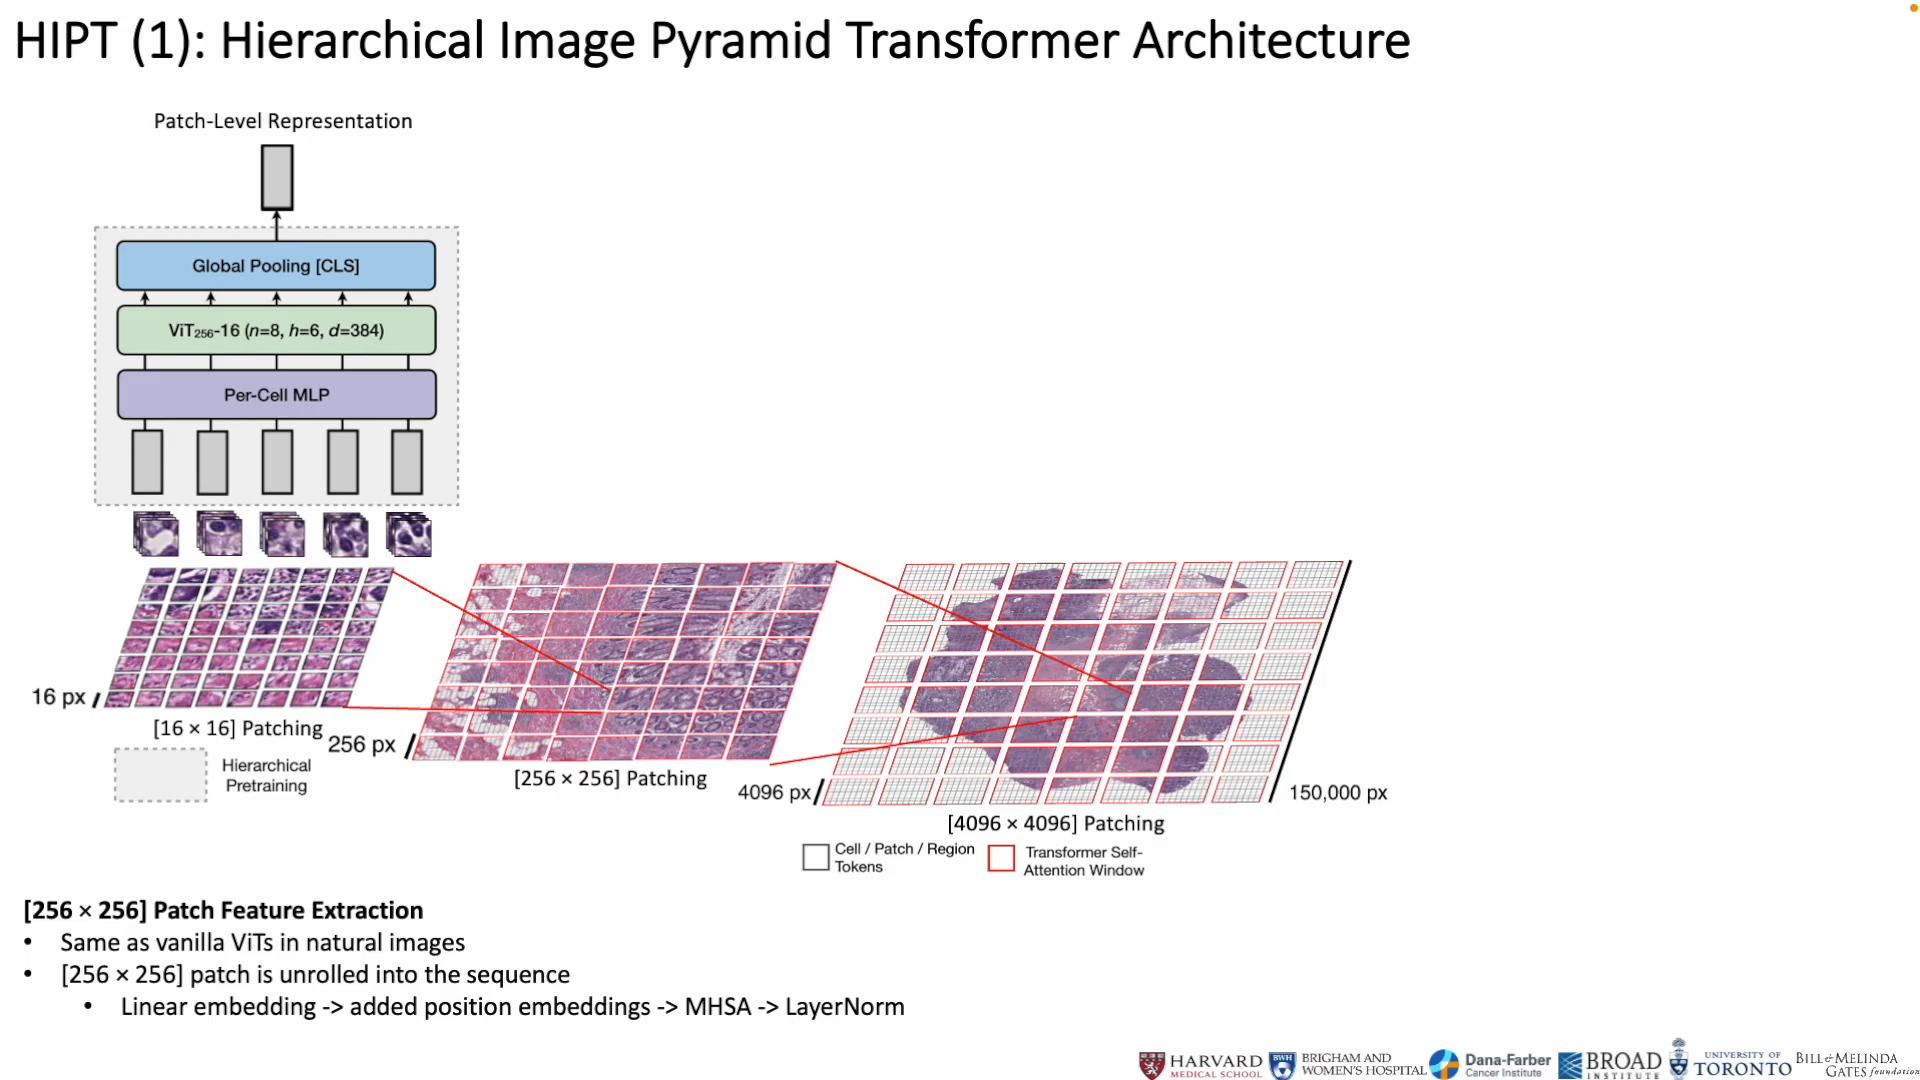 HIPT (1): Hierarchical Image Pyramid Transformer Architecture
Patch-Level Representation
Global Pooling [CLS]
ViT256-16 (n=8, h=6, d=384)
Per-Cell MLP
16 px
[16 × 16] Patching
256 px
[256 × 256] Patching
4096 px
[4096 × 4096] Patching
150,000 px
Hierarchical
Pretraining
Cell / Patch / Region
Tokens
Transformer Self-
Attention Window
[256 × 256] Patch Feature Extraction
• Same as vanilla ViTs in natural images
• [256 × 256] patch is unrolled into the sequence
• Linear embedding -> added position embeddings -> MHSA -> LayerNorm
HARVARD
MEDICAL SCHOOL
BWH
BRIGHAM AND
WOMEN'S HOSPITAL
Dana-Farber
Cancer Institute
BROAD
INSTITUTE
UNIVERSITY OF
TORONTO
BILL & MELINDA
GATES foundation